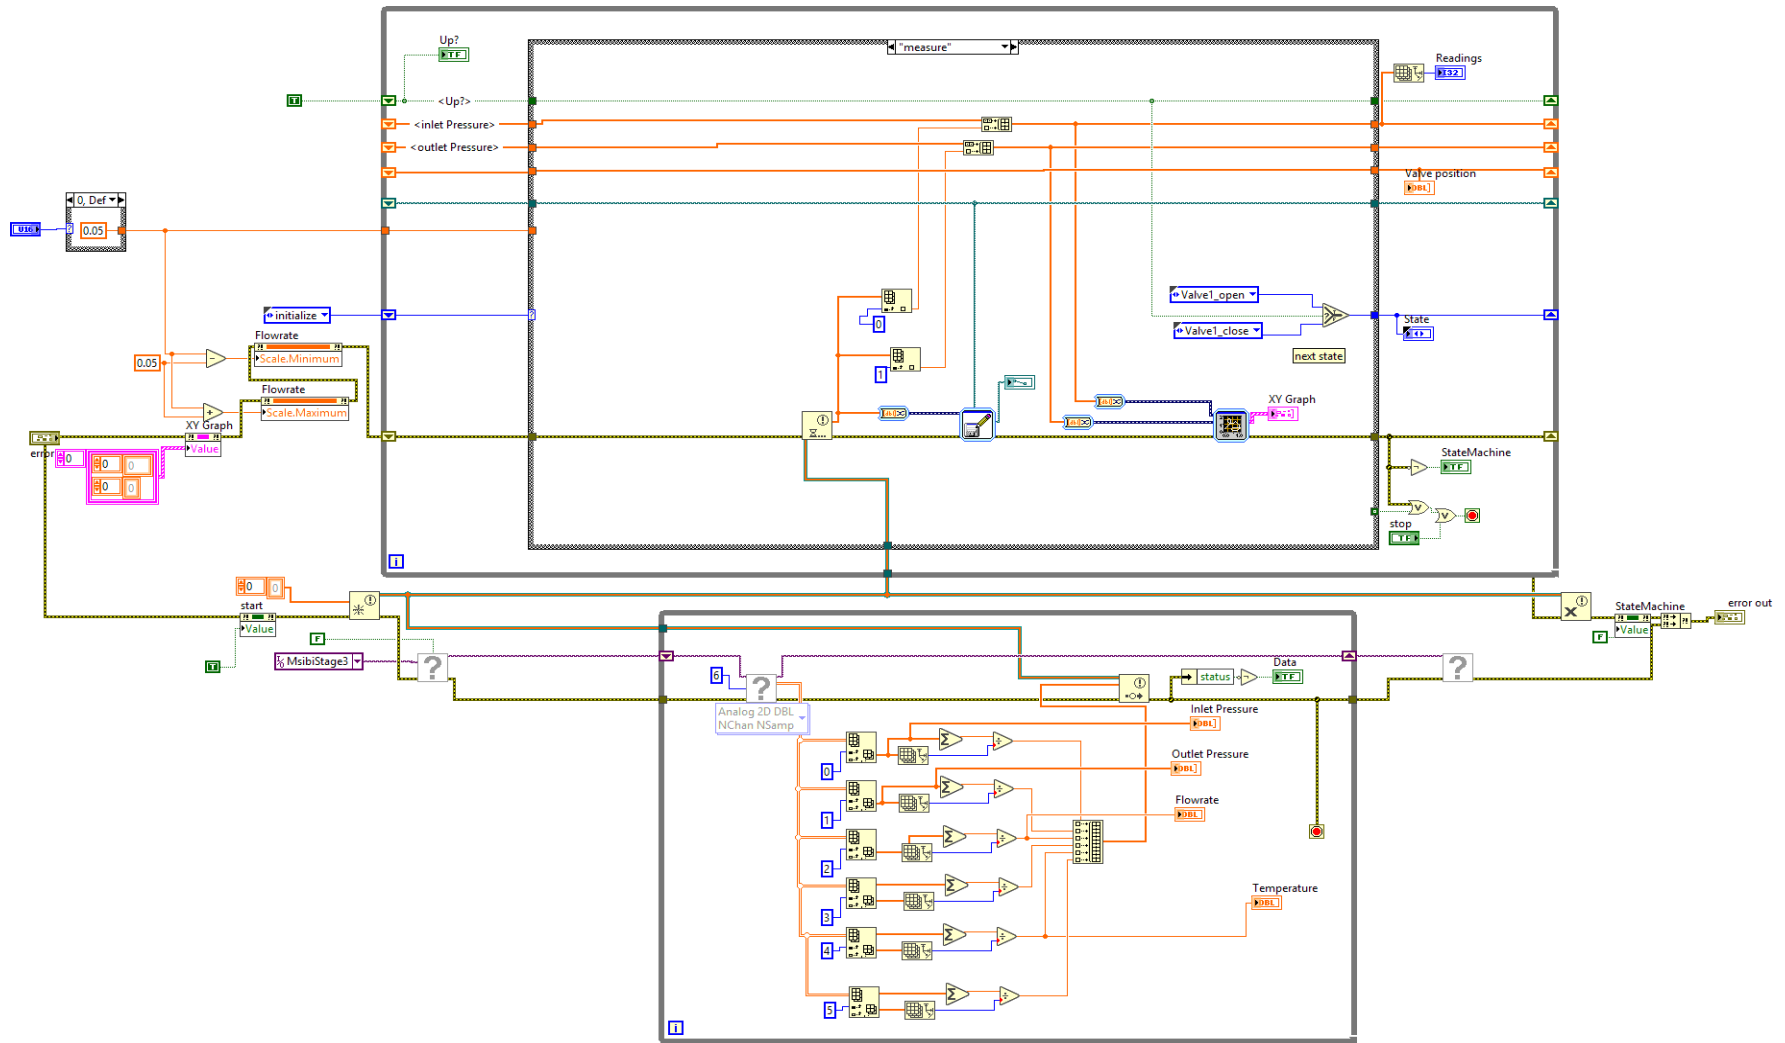 Up?
TF
"measure"
Readings
I32
T
<Up?>
<inlet Pressure>
<outlet Pressure>
Valve position
DBL
0, Def
U16
?
0.05
initialize
?
0
Valve1_open
Valve1_close
?
State
next state
Flowrate
Scale.Minimum
0.05
1
Flowrate
Scale.Maximum
XY Graph
Value
XY Graph
error
0
0
0
0
0
StateMachine
TF
V
V
stop
TF
i
0
0
start
Value
X
StateMachine
Value
F
error out
F
T
MsibiStage3
?
6
?
Analog 2D DBL
NChan NSamp
status
Data
TF
?
Inlet Pressure
DBL
0
Outlet Pressure
DBL
1
Flowrate
DBL
2
3
Temperature
DBL
4
5
i